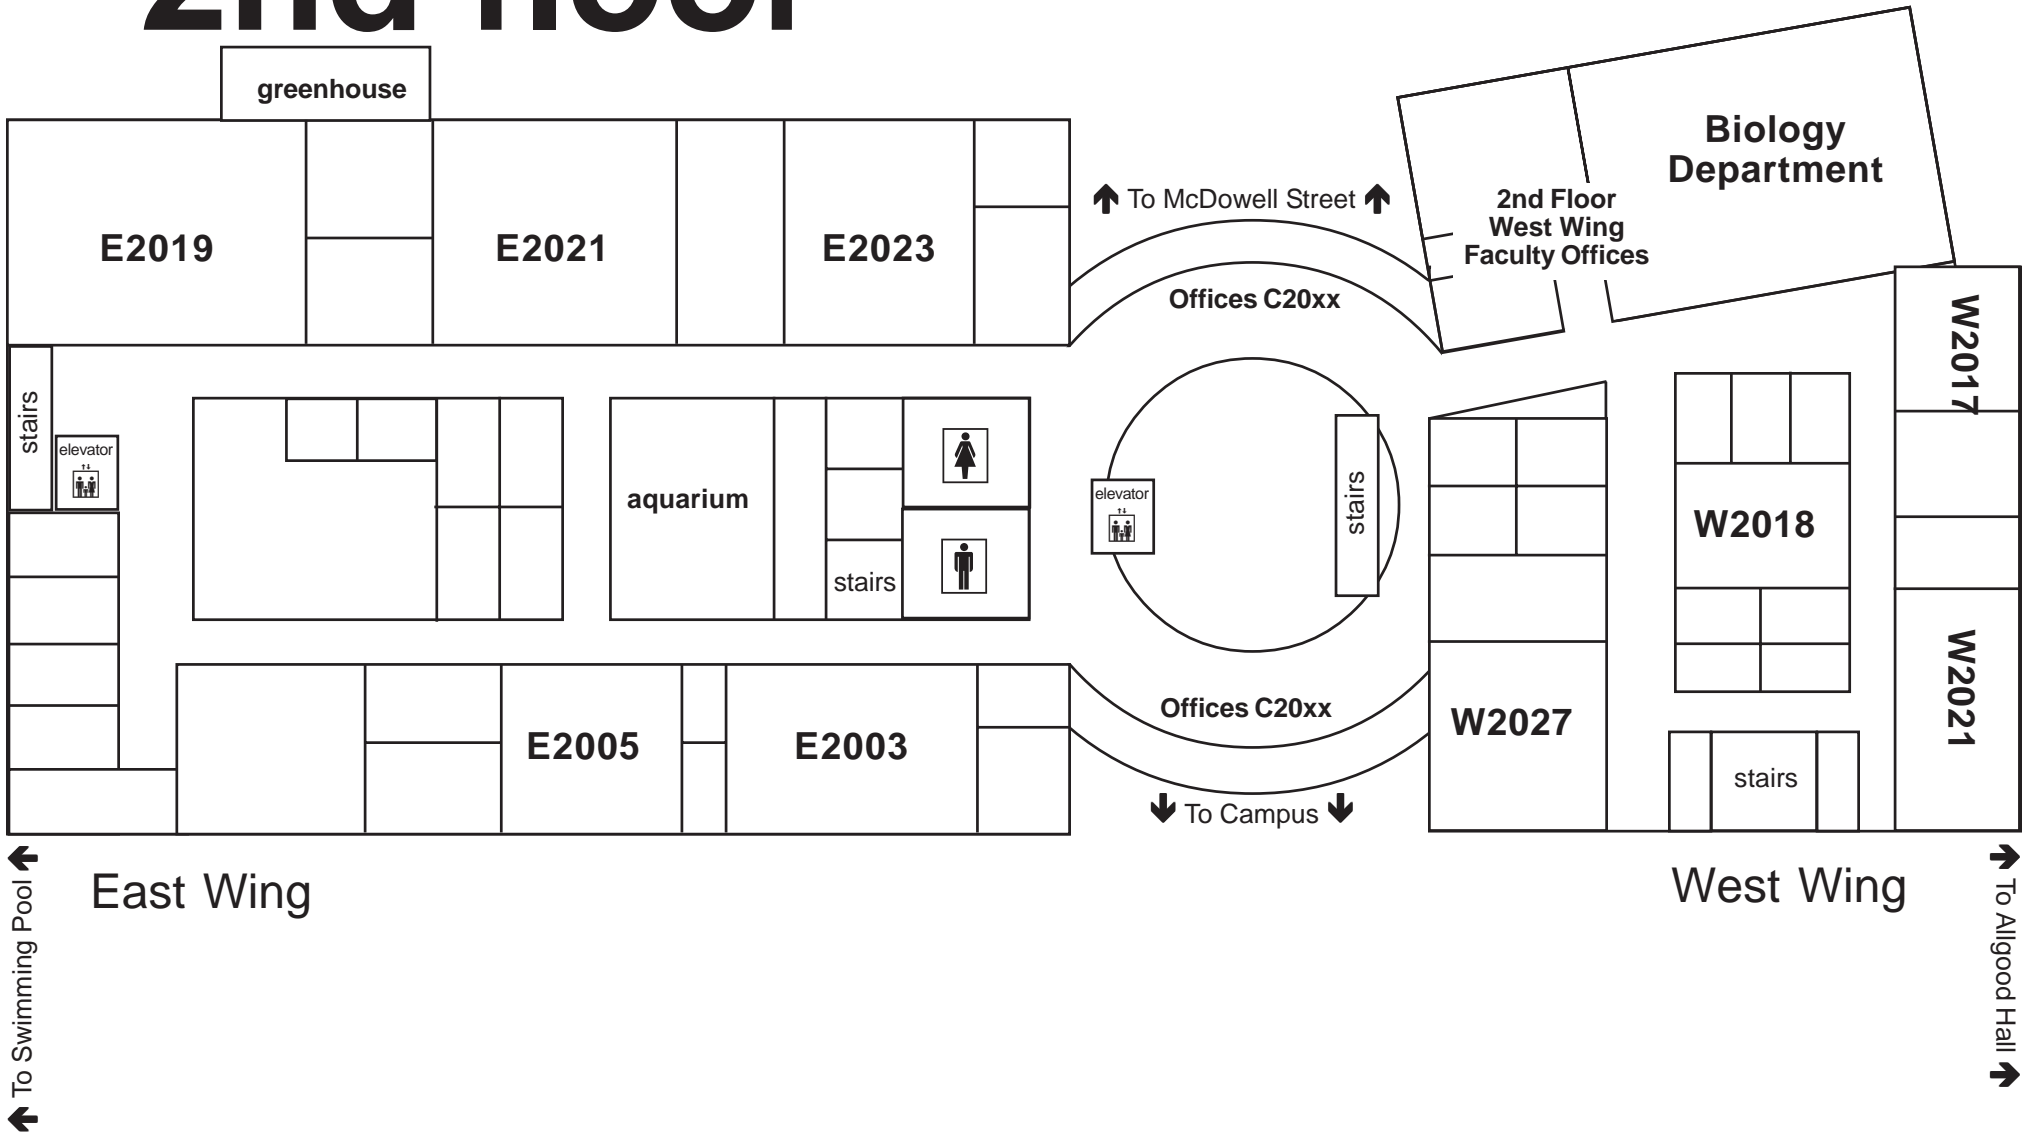 2nd floor
greenhouse
Biology
Department
To McDowell Street
2nd Floor
West Wing
Faculty Offices
E2019
E2021
E2023
Offices C20xx
W2017
stairs
elevator
aquarium
stairs
elevator
stairs
W2018
W2021
Offices C20xx
W2027
E2005
E2003
stairs
To Campus
East Wing
West Wing
To Swimming Pool
To Allgood Hall